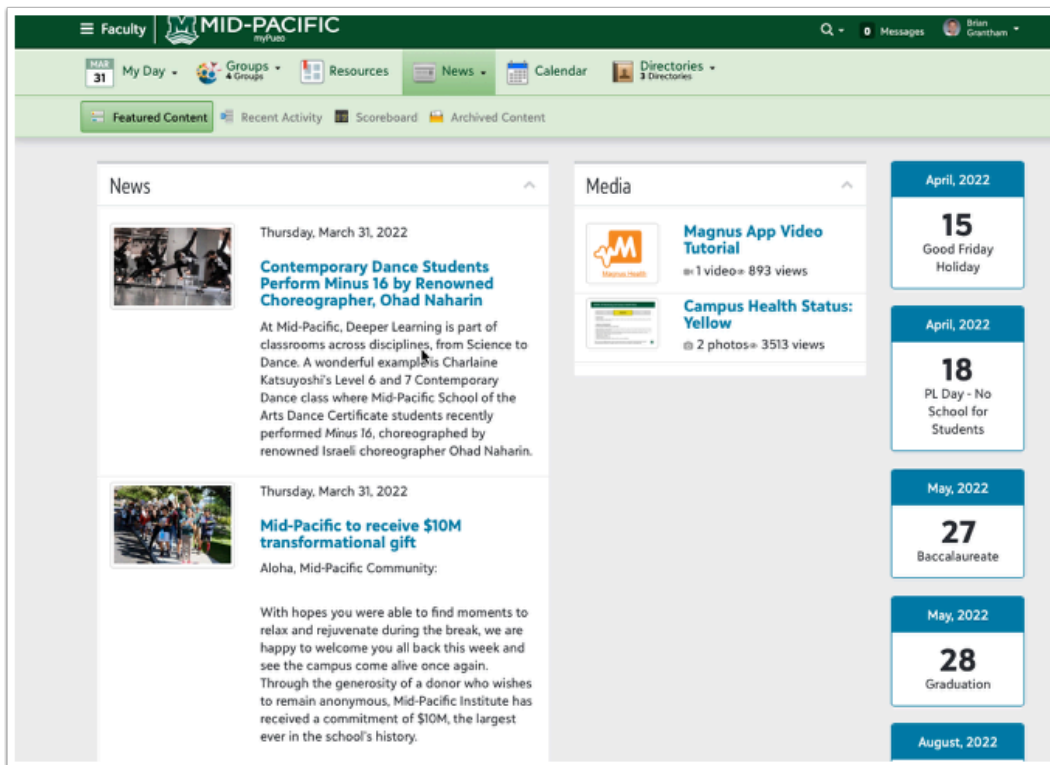 Faculty
MID-PACIFIC
myPueo
0 Messages
Brian
Grantham
MAR
31
My Day
Groups
4 Groups
Resources
News
Calendar
Directories
3 Directories
Featured Content
Recent Activity
Scoreboard
Archived Content
News
Thursday, March 31, 2022
Contemporary Dance Students
Perform Minus 16 by Renowned
Choreographer, Ohad Naharin
At Mid-Pacific, Deeper Learning is part of
classrooms across disciplines, from Science to
Dance. A wonderful example is Charlaine
Katsuyoshi's Level 6 and 7 Contemporary
Dance class where Mid-Pacific School of the
Arts Dance Certificate students recently
performed Minus 16, choreographed by
renowned Israeli choreographer Ohad Naharin.
Thursday, March 31, 2022
Mid-Pacific to receive $10M
transformational gift
Aloha, Mid-Pacific Community:
With hopes you were able to find moments to
relax and rejuvenate during the break, we are
happy to welcome you all back this week and
see the campus come alive once again.
Through the generosity of a donor who wishes
to remain anonymous, Mid-Pacific Institute has
received a commitment of $10M, the largest
ever in the school's history.
Media
Magnus Health
Magnus App Video
Tutorial
1 video 893 views
Campus Health Status:
Yellow
2 photos 3513 views
April, 2022
15
Good Friday
Holiday
April, 2022
18
PL Day - No
School for
Students
May, 2022
27
Baccalaureate
May, 2022
28
Graduation
August, 2022